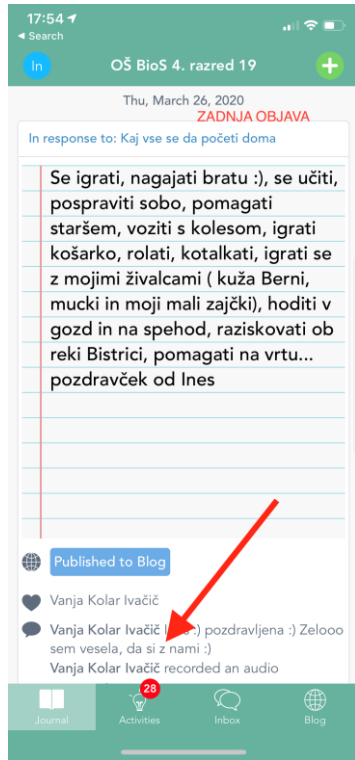 17:54
Search
In
OŠ BioS 4. razred 19
+
Thu, March 26, 2020
ZADNJA OBJAVA
In response to: Kaj vse se da početi doma
Se igrati, nagajati bratu :), se učiti,
pospraviti sobo, pomagati
staršem, voziti s kolesom, igrati
košarko, rolati, kotalkati, igrati se
z mojimi živalcami ( kuža Berni,
mucki in moji mali zajčki), hoditi v
gozd in na spehod, raziskovati ob
reki Bistrici, pomagati na vrtu...
pozdravček od Ines
Published to Blog
Vanja Kolar Ivačič
Vanja Kolar Ivačič :) pozdravljena :) Zelooo
sem vesela, da si z nami :)
Vanja Kolar Ivačič recorded an audio
28
Journal
Activities
Inbox
Blog